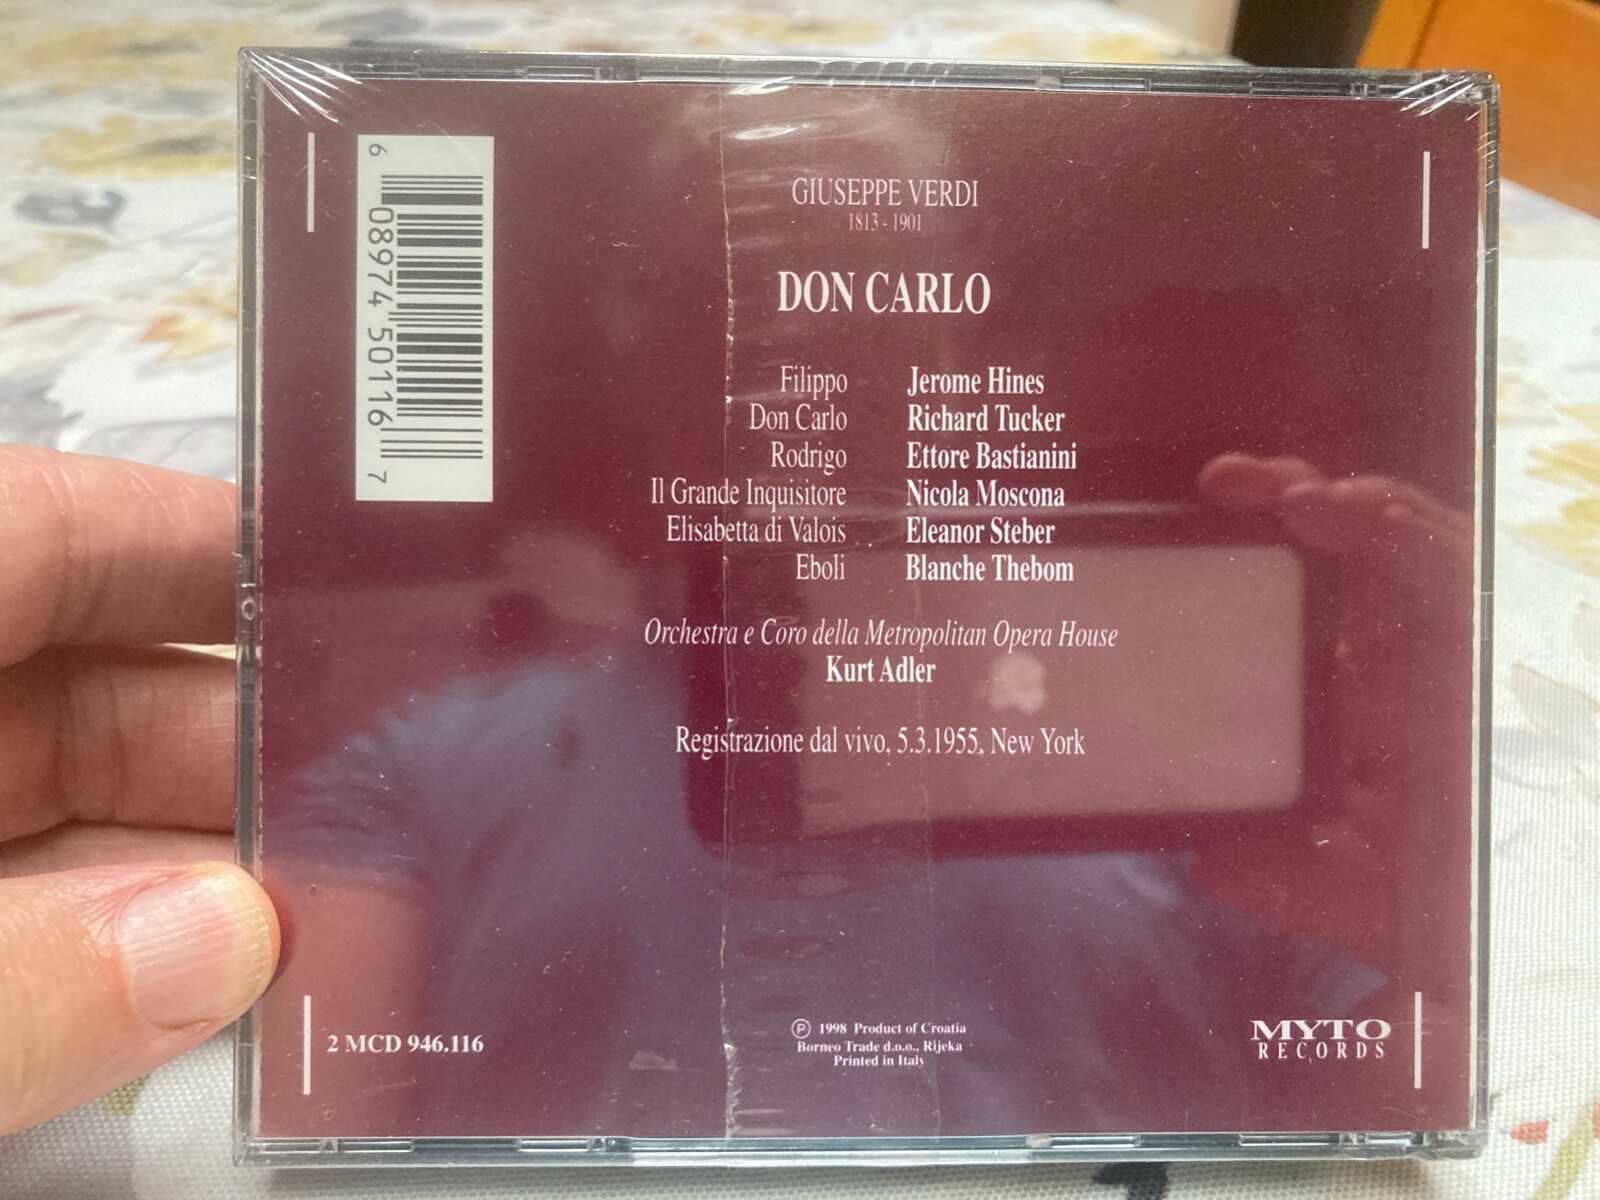 6 08974 50116 7
GIUSEPPE VERDI
1813 - 1901
DON CARLO
Filippo Jerome Hines
Don Carlo Richard Tucker
Rodrigo Ettore Bastianini
Il Grande Inquisitore Nicola Moscona
Elisabetta di Valois Eleanor Steber
Eboli Blanche Thebom
Orchestra e Coro della Metropolitan Opera House
Kurt Adler
Registrazione dal vivo, 5.3.1955, New York
2 MCD 946.116
Ⓟ 1998 Product of Croatia
Borneo Trade d.o.o., Rijeka
Printed in Italy
MYTO
RECORDS